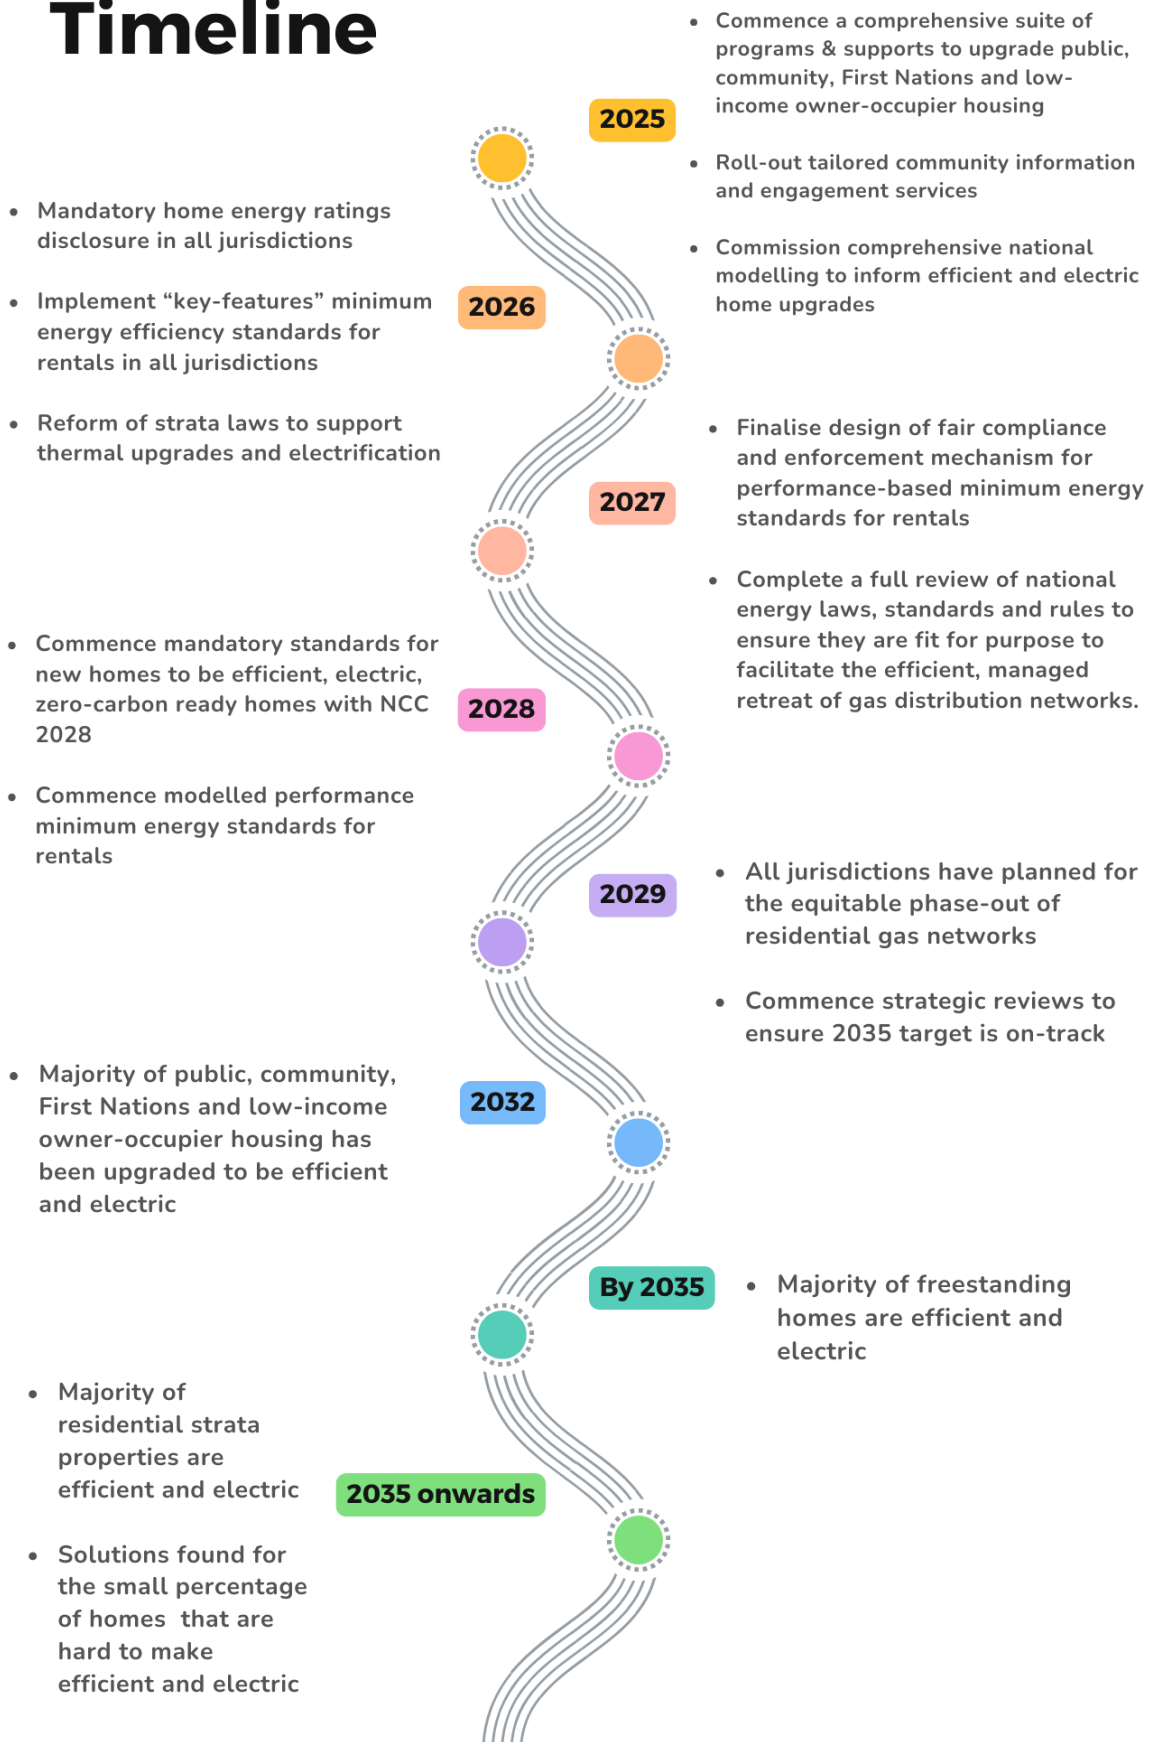 Timeline
2025
• Commence a comprehensive suite of
programs & supports to upgrade public,
community, First Nations and low-
income owner-occupier housing
• Roll-out tailored community information
and engagement services
• Commission comprehensive national
modelling to inform efficient and electric
home upgrades
2026
• Mandatory home energy ratings
disclosure in all jurisdictions
• Implement “key-features” minimum
energy efficiency standards for
rentals in all jurisdictions
• Reform of strata laws to support
thermal upgrades and electrification
2027
• Finalise design of fair compliance
and enforcement mechanism for
performance-based minimum energy
standards for rentals
• Complete a full review of national
energy laws, standards and rules to
ensure they are fit for purpose to
facilitate the efficient, managed
retreat of gas distribution networks.
2028
• Commence mandatory standards for
new homes to be efficient, electric,
zero-carbon ready homes with NCC
2028
• Commence modelled performance
minimum energy standards for
rentals
2029
• All jurisdictions have planned for
the equitable phase-out of
residential gas networks
• Commence strategic reviews to
ensure 2035 target is on-track
2032
• Majority of public, community,
First Nations and low-income
owner-occupier housing has
been upgraded to be efficient
and electric
By 2035
• Majority of freestanding
homes are efficient and
electric
2035 onwards
• Majority of
residential strata
properties are
efficient and electric
• Solutions found for
the small percentage
of homes that are
hard to make
efficient and electric